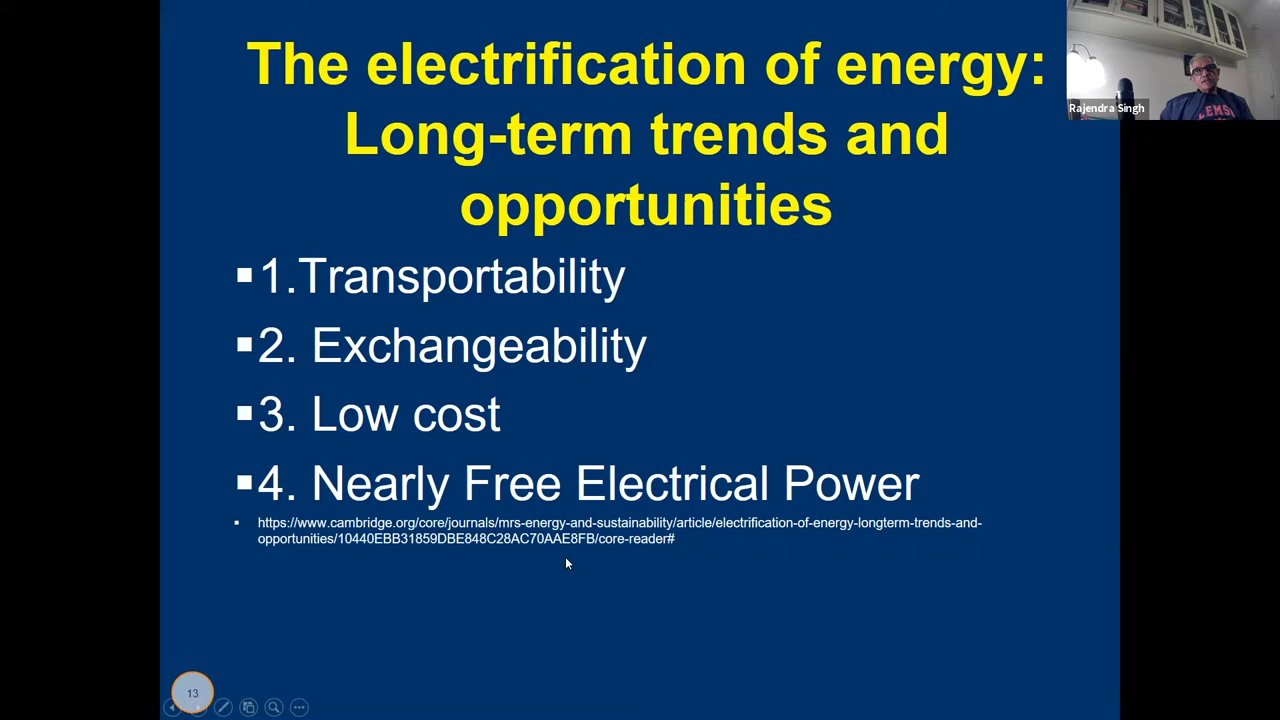 The electrification of energy:
Long-term trends and
opportunities
1.Transportability
2. Exchangeability
3. Low cost
4. Nearly Free Electrical Power
https://www.cambridge.org/core/journals/mrs-energy-and-sustainability/article/electrification-of-energy-longterm-trends-and-
opportunities/10440EBB31859DBE848C28AC70AAE8FB/core-reader#
Rajendra Singh
13